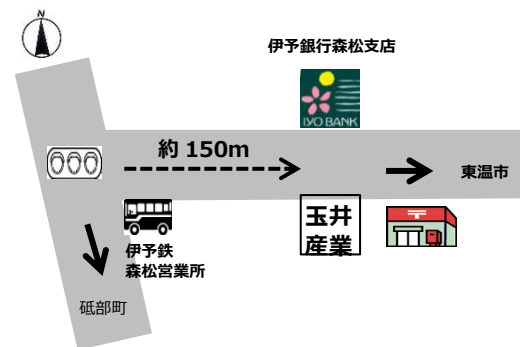 N
伊予銀行森松支店
IYO BANK
約 150m
東温市
玉井
産業
伊予鉄
森松営業所
砥部町